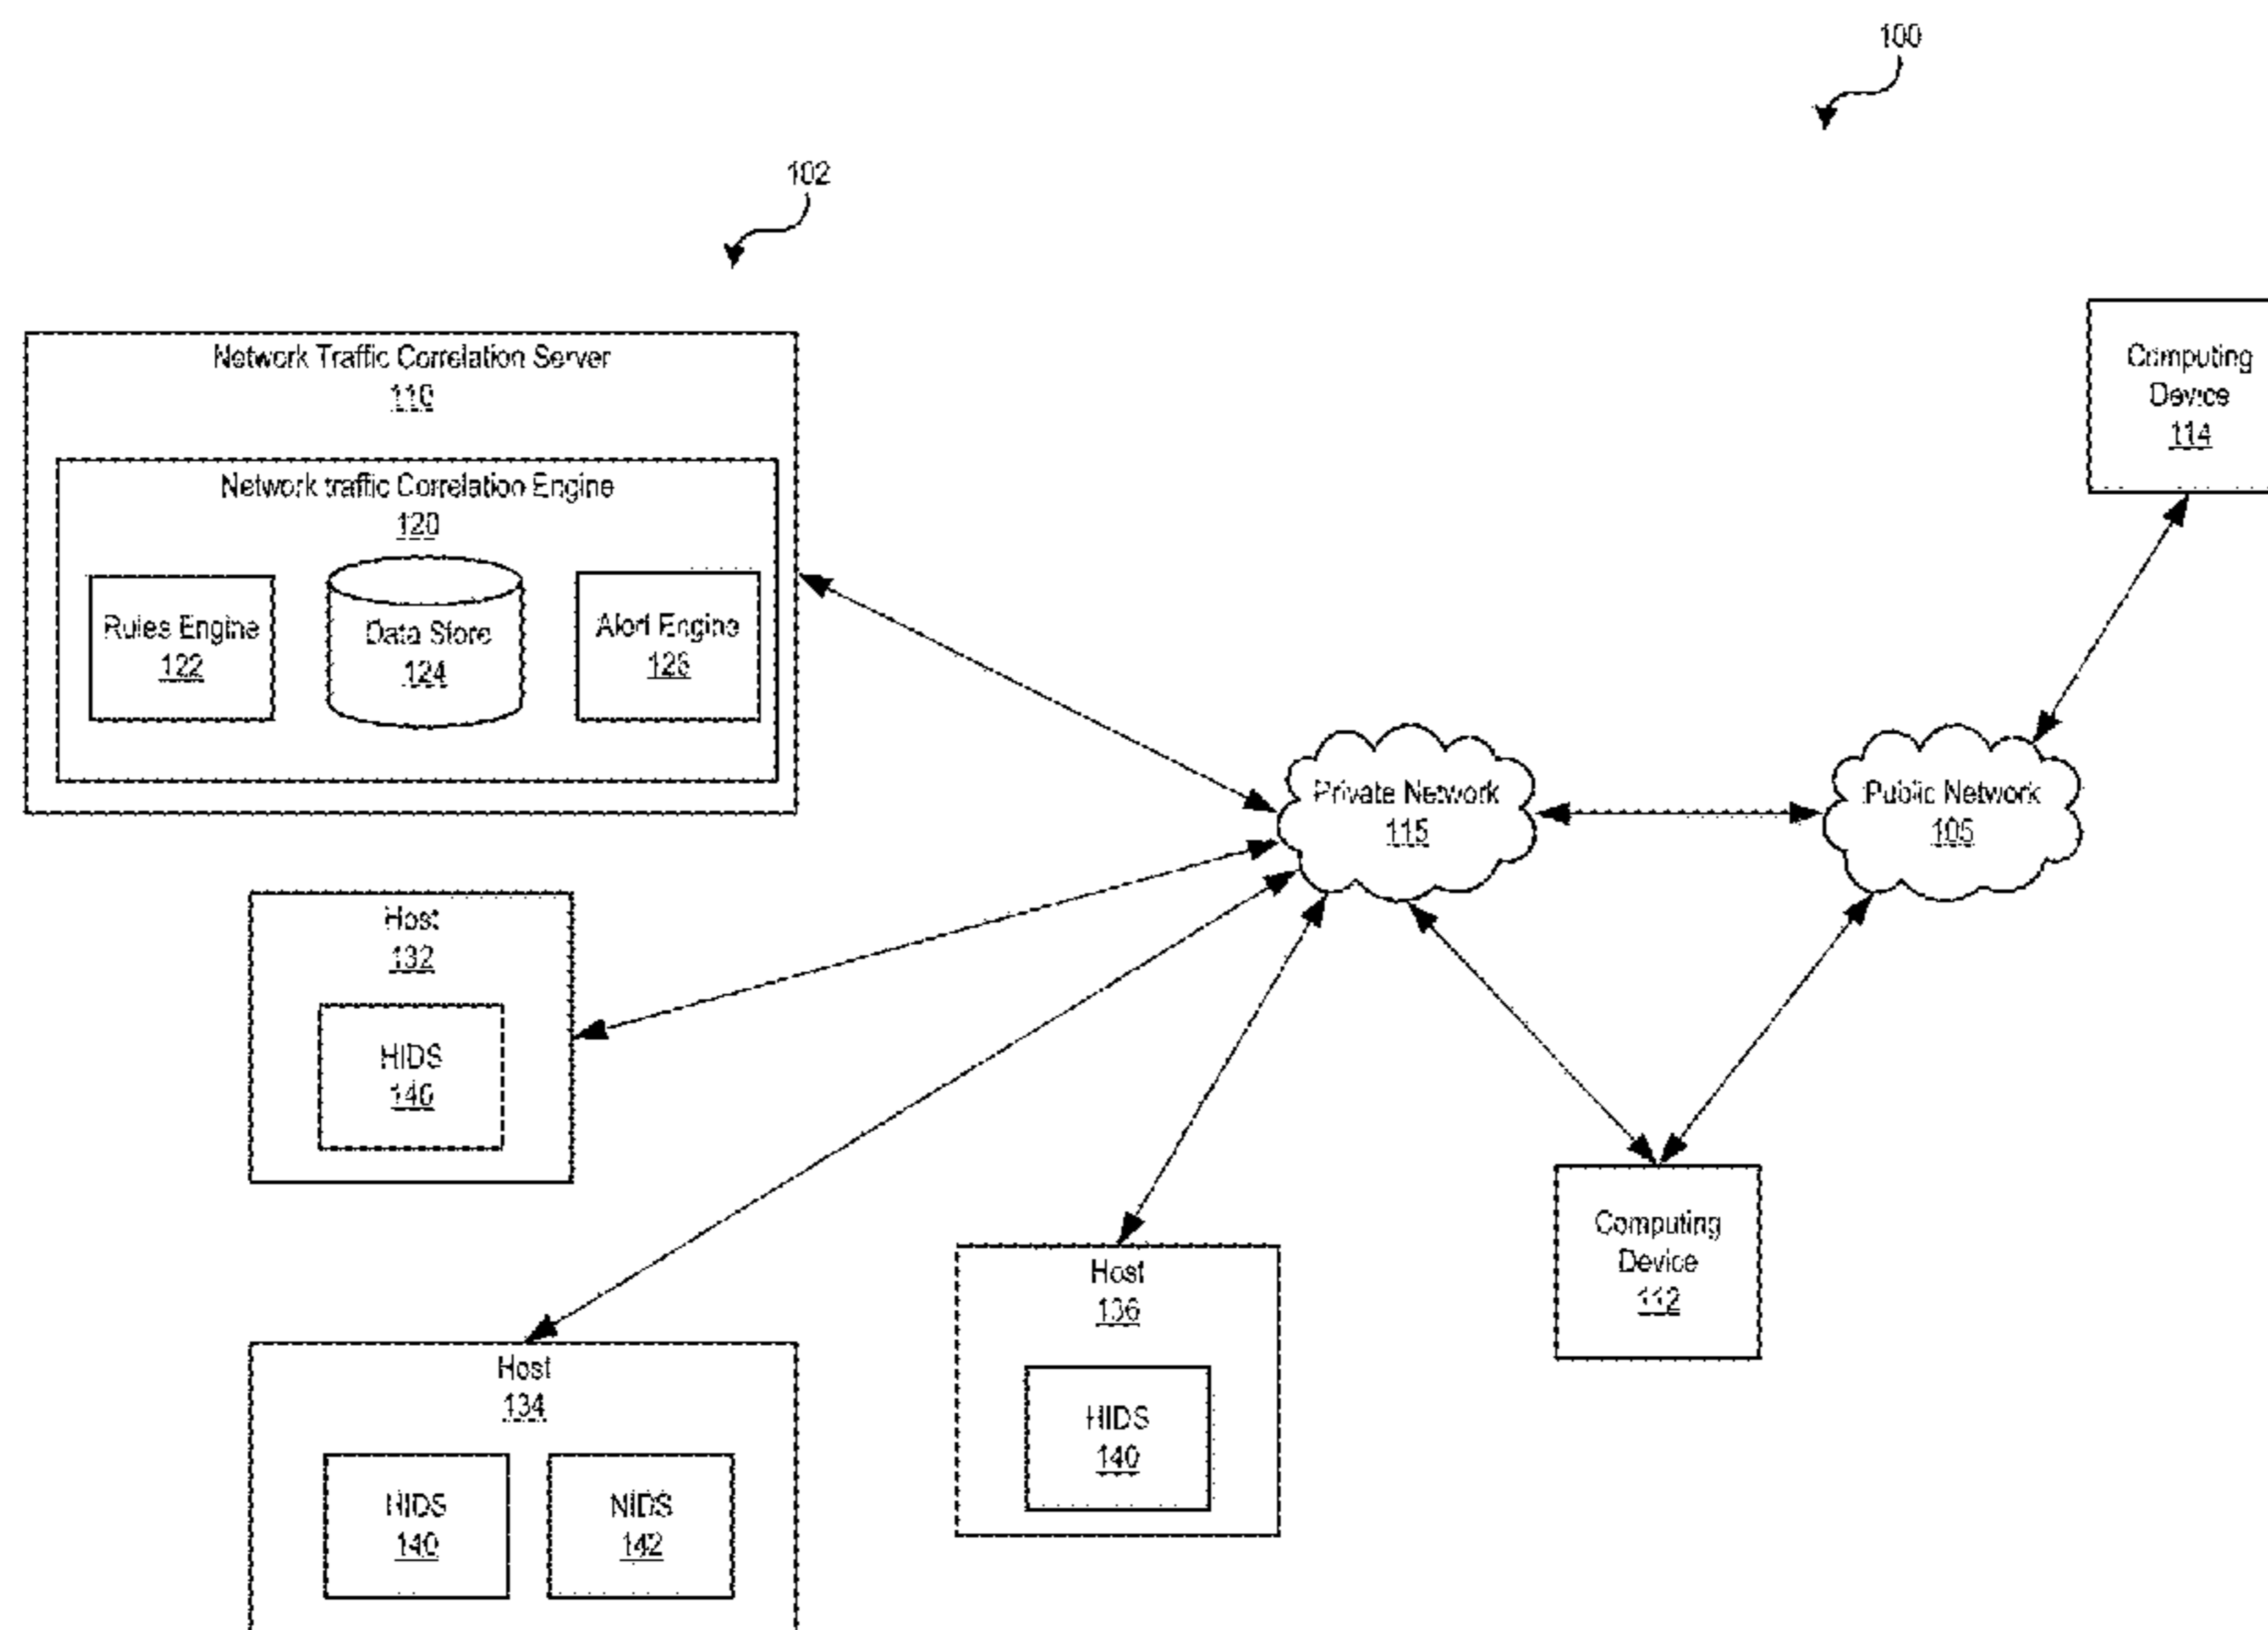 100
102
Network Traffic Correlation Server
110
Network traffic Correlation Engine
120
Rules Engine
122
Data Store
124
Alert Engine
126
Computing
Device
114
Private Network
115
Public Network
105
Host
132
HIDS
140
Computing
Device
112
Host
136
HIDS
140
Host
134
HIDS
140
NIDS
142